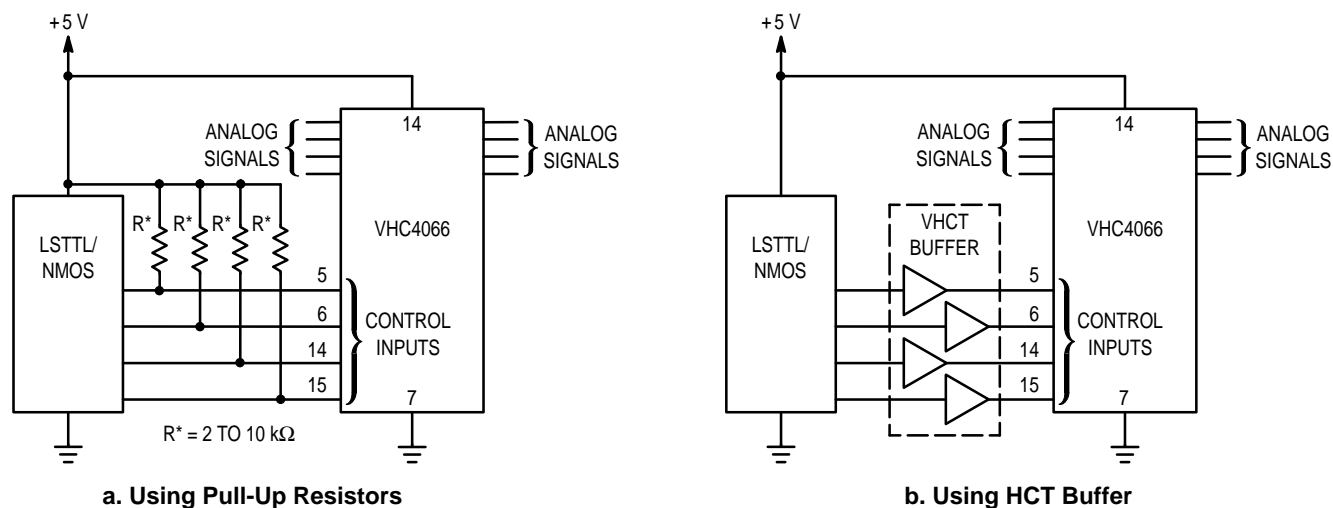 +5 V
14
ANALOG
SIGNALS
ANALOG
SIGNALS
R* R* R* R*
LSTTL/
NMOS
VHC4066
5
6
14
15
CONTROL
INPUTS
7
R* = 2 TO 10 kΩ
a. Using Pull-Up Resistors
+5 V
14
ANALOG
SIGNALS
ANALOG
SIGNALS
LSTTL/
NMOS
VHCT
BUFFER
VHC4066
5
6
14
15
CONTROL
INPUTS
7
b. Using HCT Buffer